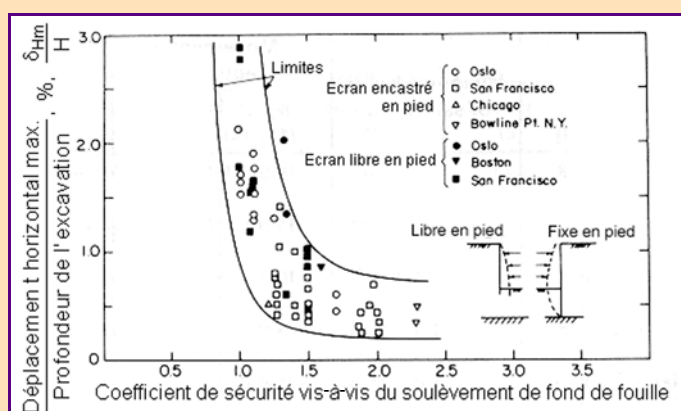 Déplacement horizontal max.
Profondeur de l'excavation
, %,
δHm
H
3.0
2.0
1.0
0
Limites
Ecran encastré
en pied
Oslo
San Francisco
Chicago
Bowline Pt. N.Y.
Ecran libre en pied
Oslo
Boston
San Francisco
Libre en pied
Fixe en pied
0.5
1.0
1.5
2.0
2.5
3.0
3.5
Coefficient de sécurité vis-à-vis du soulèvement de fond de fouille